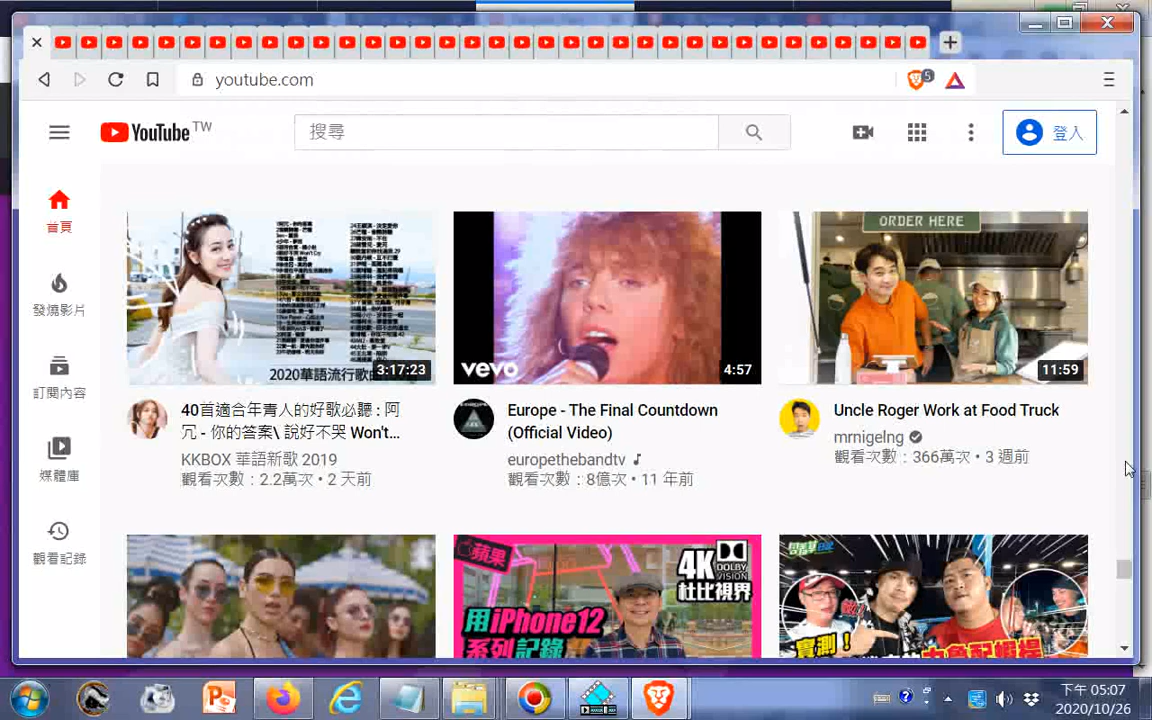 youtube.com
5
YouTube TW
搜尋
登入
首頁
發燒影片
訂閱內容
媒體庫
觀看記錄
2020華語流行歌
3:17:23
vevo
4:57
ORDER HERE
11:59
40首適合年青人的好歌必聽 : 阿
冗 - 你的答案\ 說好不哭 Won't...
KKBOX 華語新歌 2019
觀看次數：2.2萬次 • 2 天前
Europe - The Final Countdown
(Official Video)
europethebandtv
觀看次數：8億次 • 11 年前
Uncle Roger Work at Food Truck
mrnigelng
觀看次數：366萬次 • 3 週前
蘋果
4K
DOLBY
VISION
杜比視界
用iPhone12
系列記錄
實測！
下午 05:07
2020/10/26